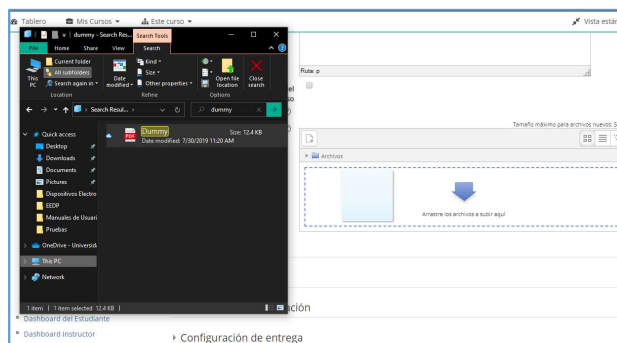 Tablero Mis Cursos Este curso Vista están
dummy - Search Resu... Search Tools
File Home Share View Search
This PC
Current folder
All subfolders
Search again in
Location
Date modified
Kind
Size
Other properties
Refine
Open file location
Close search
Options
Search Resul... dummy
Quick access
Desktop
Downloads
Documents
Pictures
Dispositivos Electro
EEDP
Manuales de Usuari
Pruebas
OneDrive - Universid
This PC
Network
PDF
Dummy
Size: 12.4 KB
Date modified: 7/30/2019 11:20 AM
1 item 1 item selected 12.4 KB
Ruta: p
el
so
Tamaño máximo para archivos nuevos: S
Archivos
Arrastre los archivos a subir aquí
ción
Dashboard del Estudiante
Dashboard Instructor
Configuración de entrega